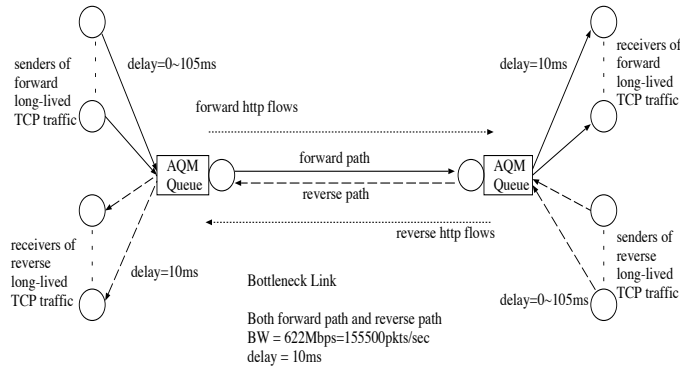 senders of
forward
long-lived
TCP traffic
delay=0~105ms
delay=10ms
receivers of
forward
long-lived
TCP traffic
forward http flows
AQM
Queue
forward path
reverse path
AQM
Queue
reverse http flows
receivers of
reverse
long-lived
TCP traffic
delay=10ms
senders of
reverse
long-lived
TCP traffic
delay=0~105ms
Bottleneck Link
Both forward path and reverse path
BW = 622Mbps=155500pkts/sec
delay = 10ms